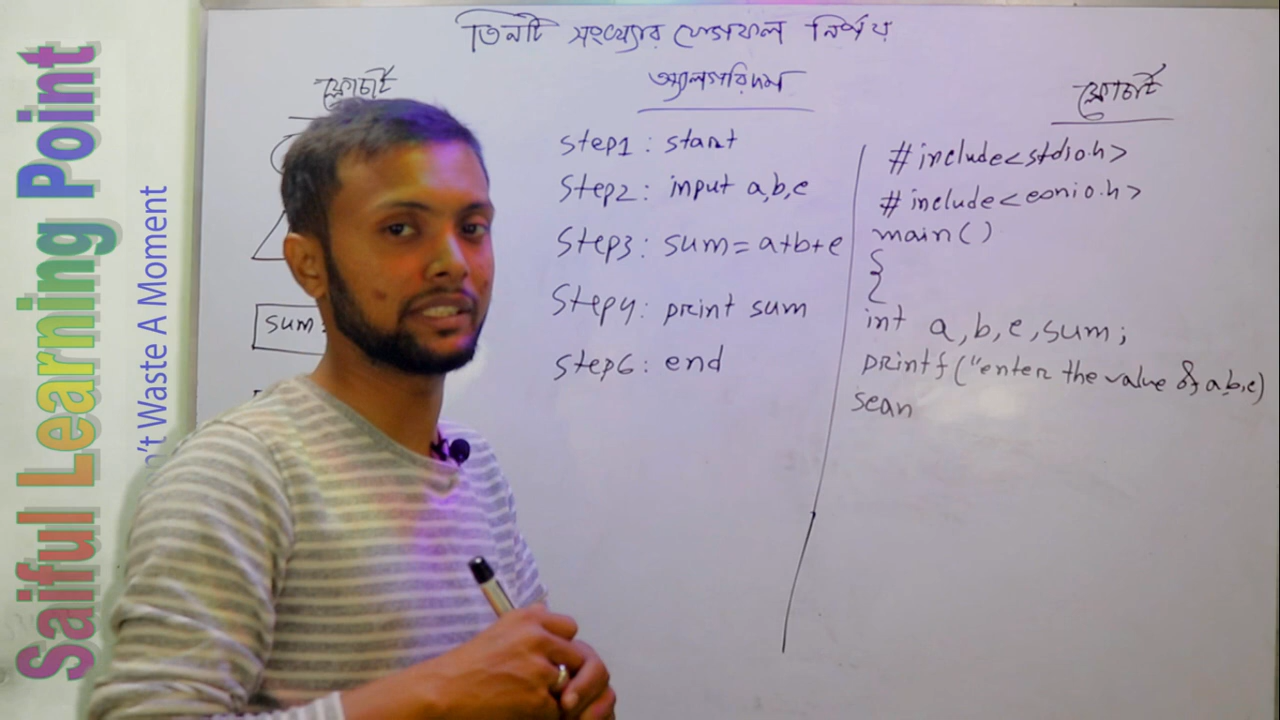 Saiful Learning Point
n't Waste A Moment
তিনটি সংখ্যার যোগফল নির্ণয়
ফ্লোচার্ট
sum:
অ্যালগরিদম
Step1: start
Step2: input a,b,c
Step3: sum=a+b+c
Step4: print sum
Step6: end
ফ্লোচার্ট
#include<stdio.h>
#include<conio.h>
main()
{
int a,b,c,sum;
printf("enter the value of a,b,c)
scan